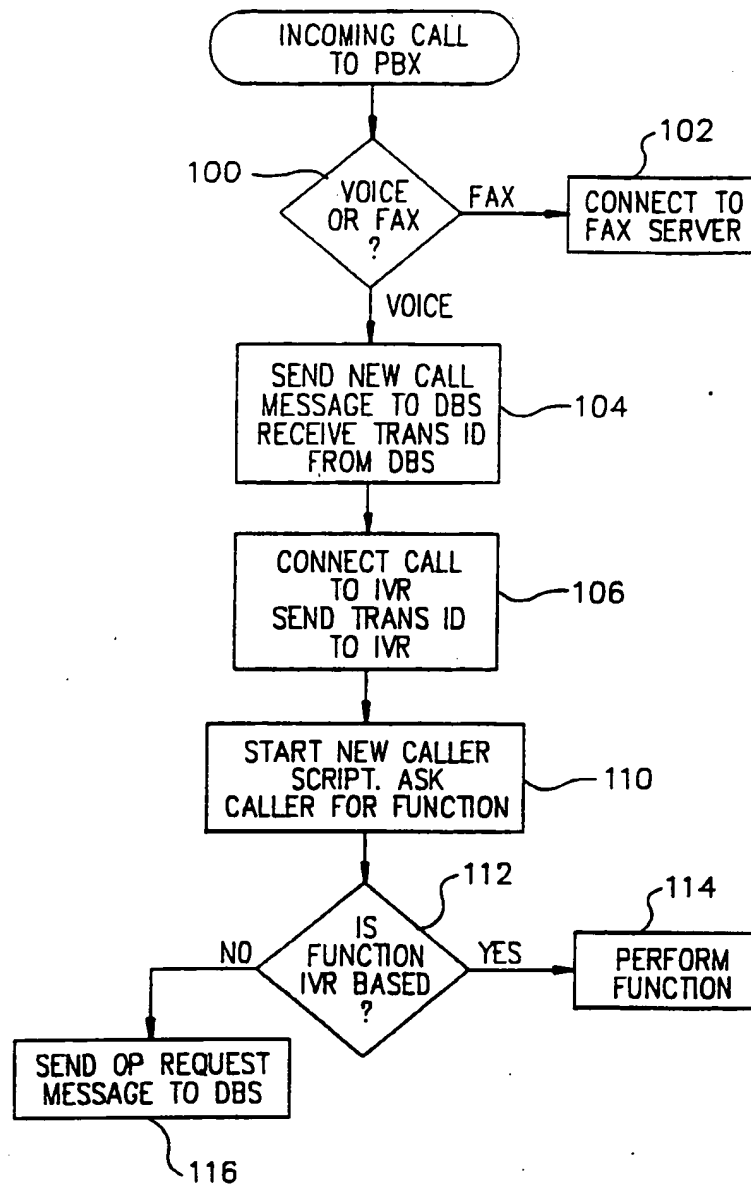 INCOMING CALL
TO PBX
100
VOICE
OR FAX
?
FAX
102
CONNECT TO
FAX SERVER
VOICE
SEND NEW CALL
MESSAGE TO DBS
RECEIVE TRANS ID
FROM DBS
104
CONNECT CALL
TO IVR
SEND TRANS ID
TO IVR
106
START NEW CALLER
SCRIPT. ASK
CALLER FOR FUNCTION
110
112
IS
FUNCTION
IVR BASED
?
NO
YES
114
PERFORM
FUNCTION
SEND OP REQUEST
MESSAGE TO DBS
116